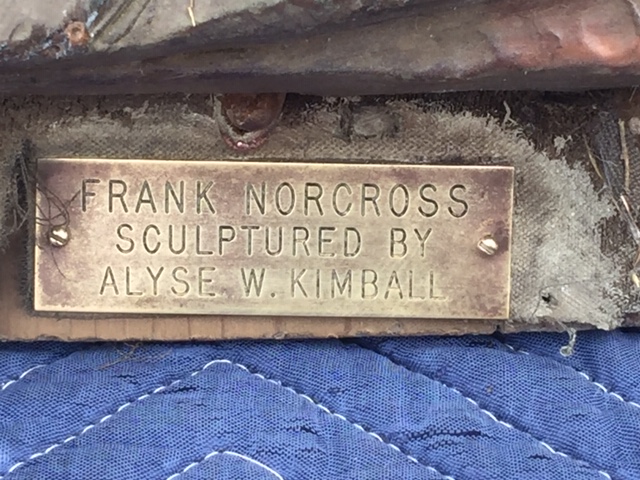 FRANK NORCROSS
SCULPTURED BY
ALYSE W. KIMBALL